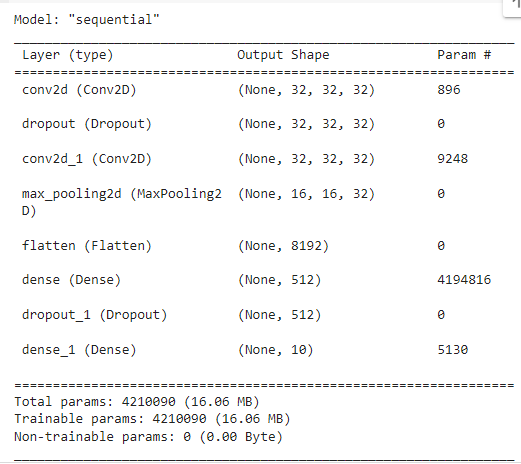 Model: "sequential"
_________________________________________________________________
Layer (type) Output Shape Param #
=================================================================
conv2d (Conv2D) (None, 32, 32, 32) 896
dropout (Dropout) (None, 32, 32, 32) 0
conv2d_1 (Conv2D) (None, 32, 32, 32) 9248
max_pooling2d (MaxPooling2 (None, 16, 16, 32) 0
D)
flatten (Flatten) (None, 8192) 0
dense (Dense) (None, 512) 4194816
dropout_1 (Dropout) (None, 512) 0
dense_1 (Dense) (None, 10) 5130
=================================================================
Total params: 4210090 (16.06 MB)
Trainable params: 4210090 (16.06 MB)
Non-trainable params: 0 (0.00 Byte)
_________________________________________________________________